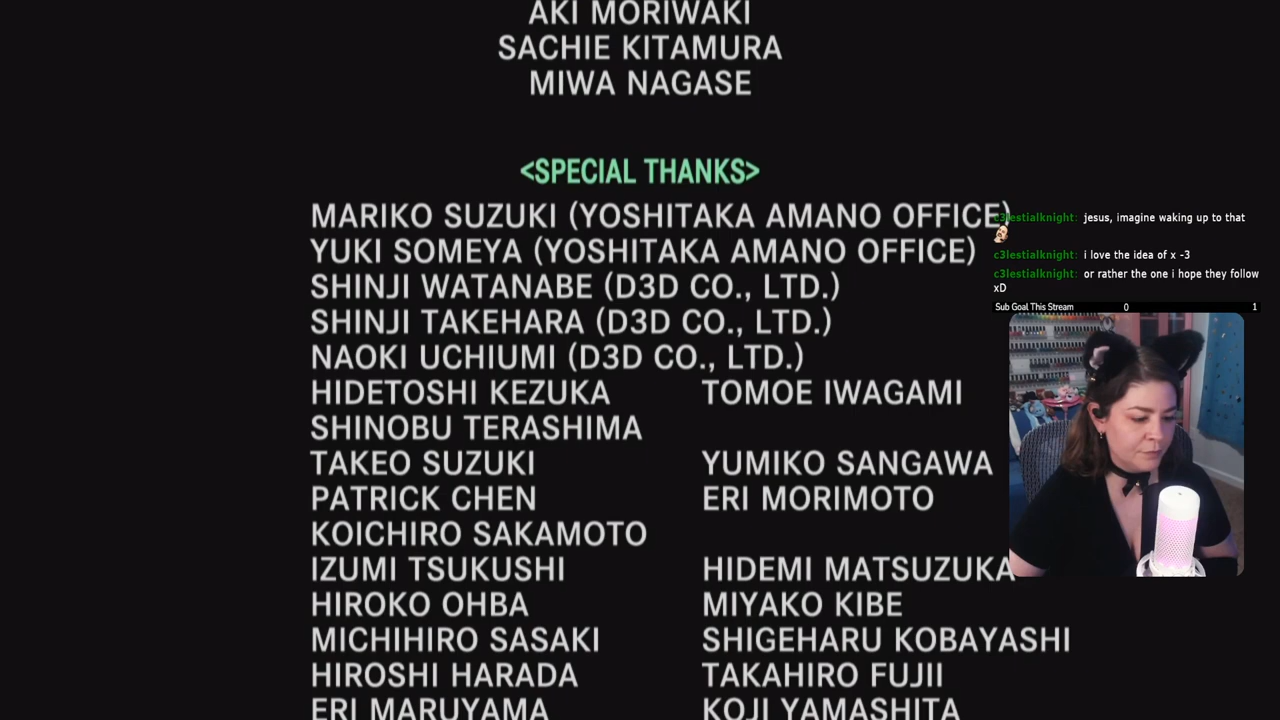 AKI MORIWAKI
SACHIE KITAMURA
MIWA NAGASE
<SPECIAL THANKS>
MARIKO SUZUKI (YOSHITAKA AMANO OFFICE)
YUKI SOMEYA (YOSHITAKA AMANO OFFICE)
SHINJI WATANABE (D3D CO., LTD.)
SHINJI TAKEHARA (D3D CO., LTD.)
NAOKI UCHIUMI (D3D CO., LTD.)
HIDETOSHI KEZUKA TOMOE IWAGAMI
SHINOBU TERASHIMA
TAKEO SUZUKI YUMIKO SANGAWA
PATRICK CHEN ERI MORIMOTO
KOICHIRO SAKAMOTO
IZUMI TSUKUSHI HIDEMI MATSUZUKA
HIROKO OHBA MIYAKO KIBE
MICHIHIRO SASAKI SHIGEHARU KOBAYASHI
HIROSHI HARADA TAKAHIRO FUJII
ERI MARUYAMA KOJI YAMASHITA
c3lestialknight: jesus, imagine waking up to that
c3lestialknight: i love the idea of x -3
c3lestialknight: or rather the one i hope they follow
xD
Sub Goal This Stream 0 1